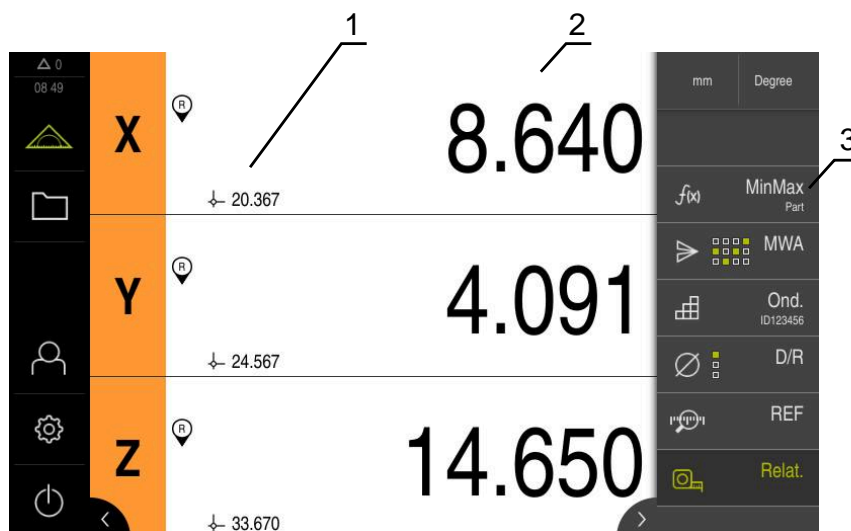 1
2
3
0
08 49
X
R
8.640
20.367
Y
R
4.091
24.567
Z
R
14.650
33.670
mm
Degree
f(x)
MinMax
Part
MWA
Ond.
ID123456
D/R
REF
Relat.